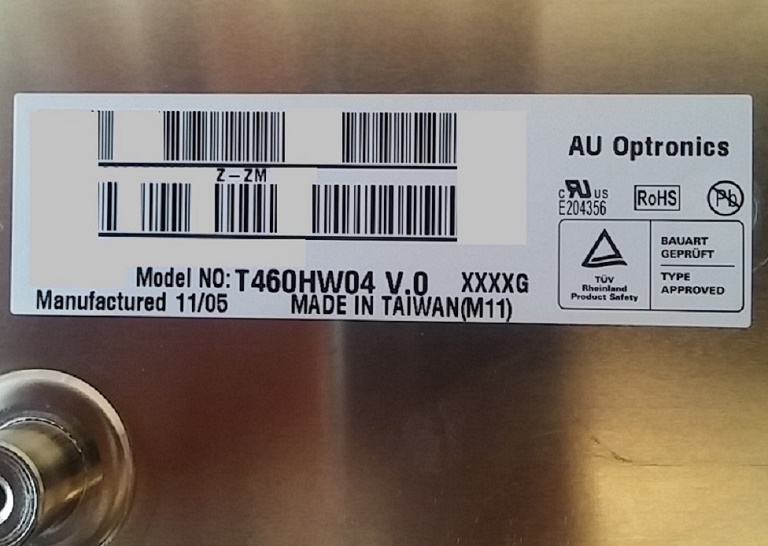 Z-ZM
Model NO: T460HW04 V.0 XXXXG
Manufactured 11/05 MADE IN TAIWAN(M11)
AU Optronics
c RU US
E204356
RoHS
Pb
TÜV
Rheinland
Product Safety
BAUART
GEPRÜFT
TYPE
APPROVED